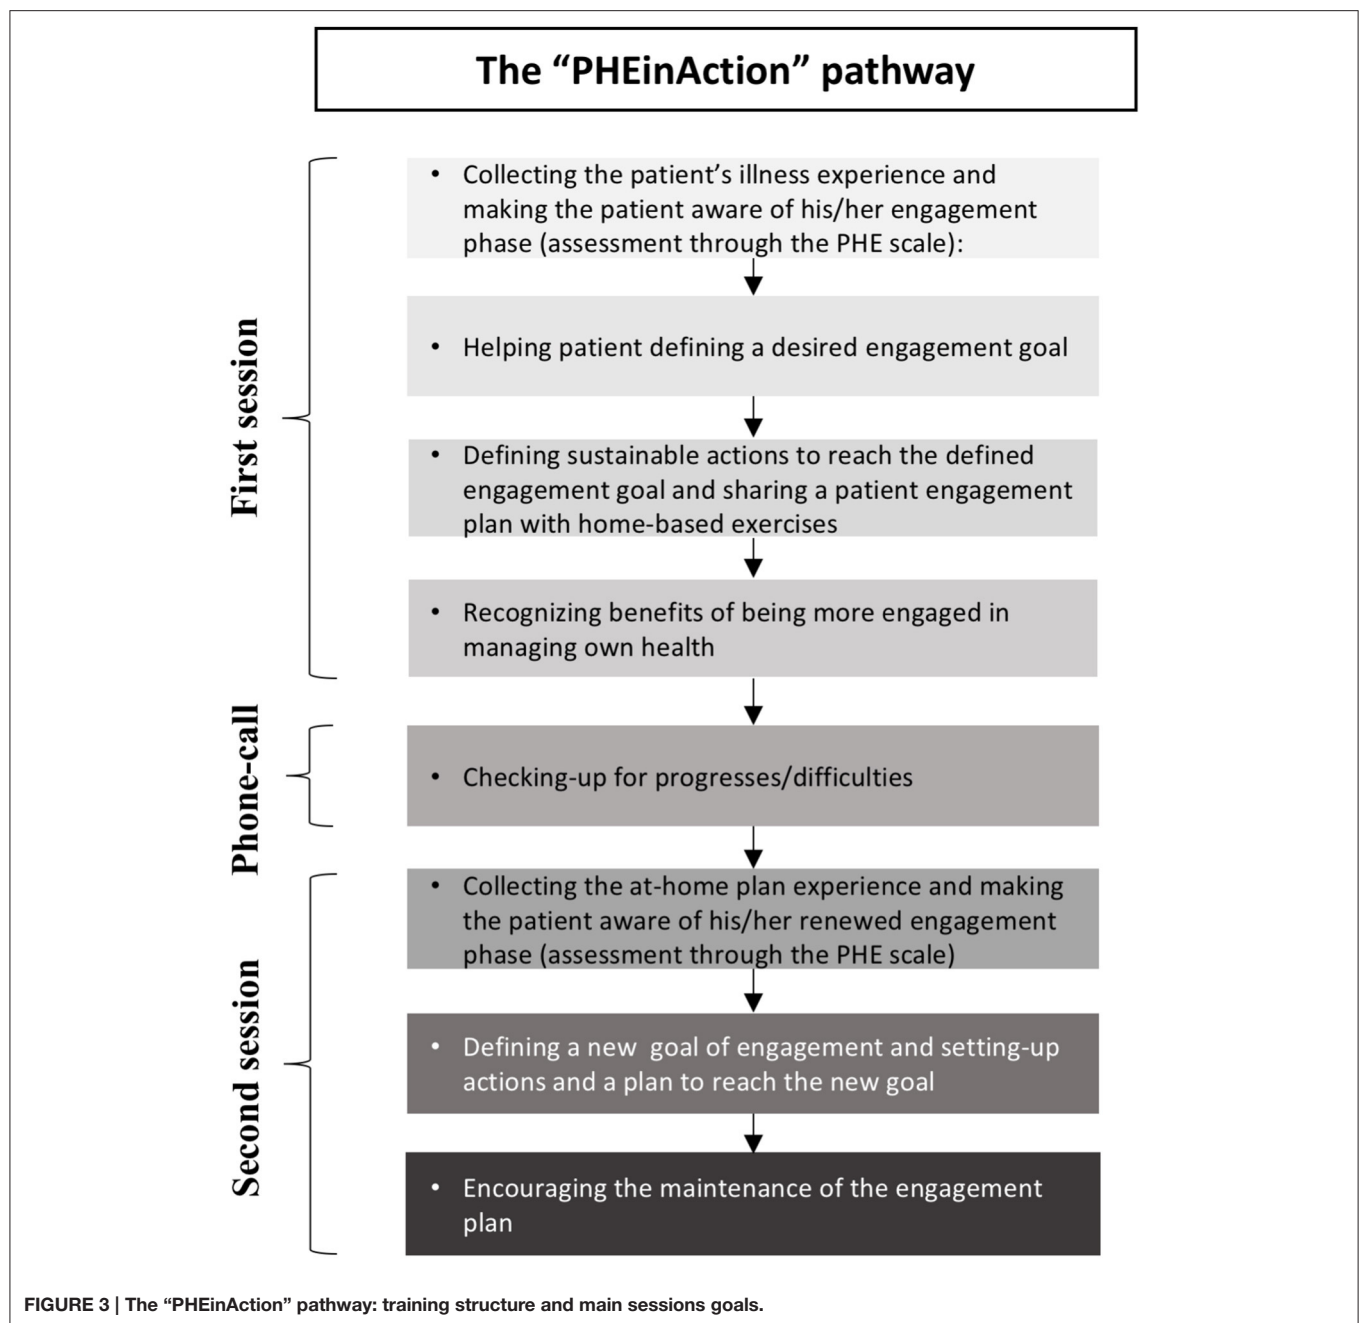 The “PHEinAction” pathway
First session
• Collecting the patient’s illness experience and
making the patient aware of his/her engagement
phase (assessment through the PHE scale):
• Helping patient defining a desired engagement goal
• Defining sustainable actions to reach the defined
engagement goal and sharing a patient engagement
plan with home-based exercises
• Recognizing benefits of being more engaged in
managing own health
Phone-call
• Checking-up for progresses/difficulties
Second session
• Collecting the at-home plan experience and making
the patient aware of his/her renewed engagement
phase (assessment through the PHE scale)
• Defining a new  goal of engagement and setting-up
actions and a plan to reach the new goal
• Encouraging the maintenance of the engagement
plan
FIGURE 3 | The “PHEinAction” pathway: training structure and main sessions goals.